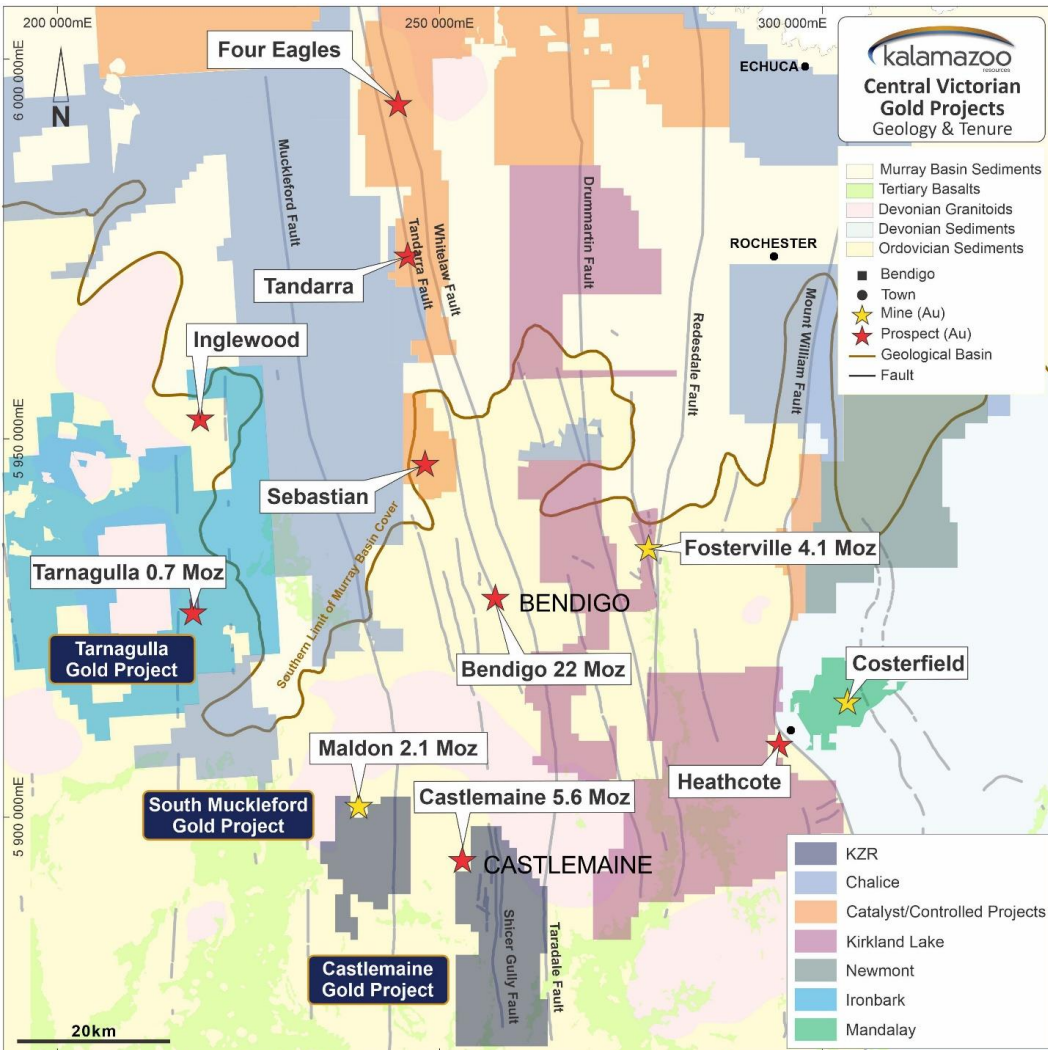 200 000mE
250 000mE
300 000mE
6 000 000mE
5 950 000mE
5 900 000mE
N
kalamazoo
resources
Central Victorian
Gold Projects
Geology & Tenure
Murray Basin Sediments
Tertiary Basalts
Devonian Granitoids
Devonian Sediments
Ordovician Sediments
Bendigo
Town
Mine (Au)
Prospect (Au)
Geological Basin
Fault
Four Eagles
ECHUCA
Muckleford Fault
Drummartin Fault
Tandarra Fault
Whitelaw Fault
ROCHESTER
Tandarra
Redesdale Fault
Mount William Fault
Inglewood
Sebastian
Southern Limit of Murray Basin Cover
Fosterville 4.1 Moz
Tarnagulla 0.7 Moz
BENDIGO
Tarnagulla
Gold Project
Bendigo 22 Moz
Costerfield
Maldon 2.1 Moz
Heathcote
South Muckleford
Gold Project
Castlemaine 5.6 Moz
CASTLEMAINE
Shicer Gully Fault
Taradale Fault
Castlemaine
Gold Project
KZR
Chalice
Catalyst/Controlled Projects
Kirkland Lake
Newmont
Ironbark
Mandalay
20km